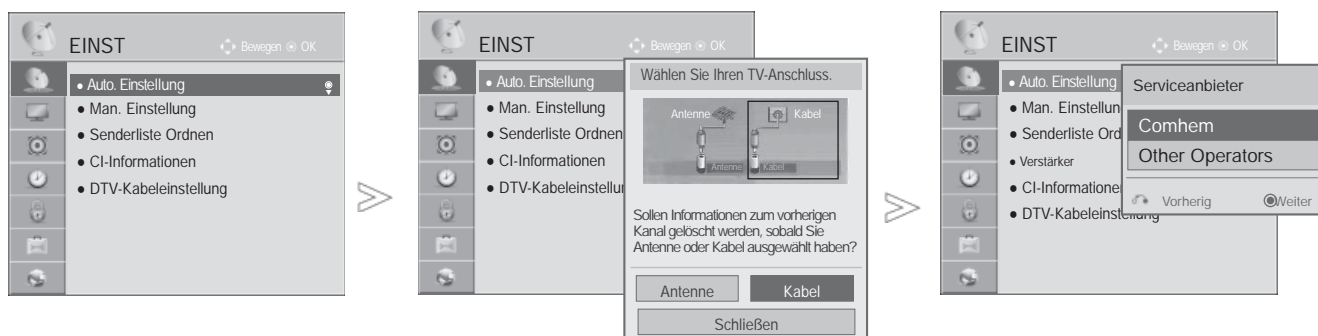 EINST
Bewegen OK
• Auto. Einstellung
• Man. Einstellung
• Senderliste Ordnen
• CI-Informationen
• DTV-Kabeleinstellung
EINST
Bewegen OK
• Auto. Einstellung
• Man. Einstellung
• Senderliste Ordnen
• CI-Informationen
• DTV-Kabeleinstellu
Wählen Sie Ihren TV-Anschluss.
Antenne
Kabel
Antenne
Kabel
Sollen Informationen zum vorherigen
Kanal gelöscht werden, sobald Sie
Antenne oder Kabel ausgewählt haben?
Antenne
Kabel
Schließen
EINST
Bewegen OK
• Auto. Einstellung
• Man. Einstellun
• Senderliste Ord
• Verstärker
• CI-Informatione
• DTV-Kabeleinstellung
Serviceanbieter
Comhem
Other Operators
Vorherig
Weiter